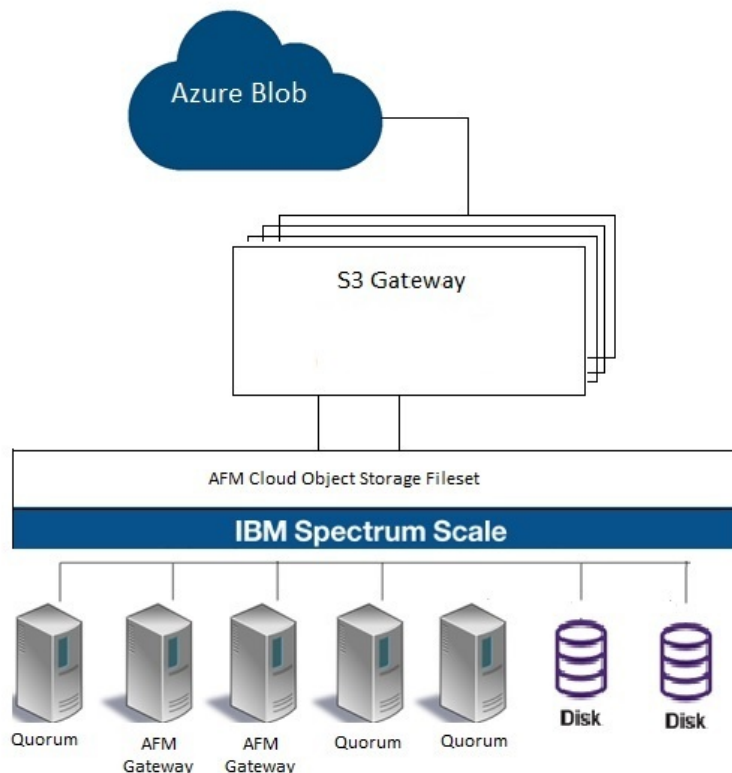 Azure Blob
S3 Gateway
AFM Cloud Object Storage Fileset
IBM Spectrum Scale
Quorum
AFM
Gateway
AFM
Gateway
Quorum
Quorum
Disk
Disk